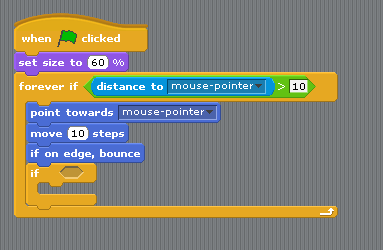 when clicked
set size to 60 %
forever if distance to mouse-pointer > 10
point towards mouse-pointer
move 10 steps
if on edge, bounce
if